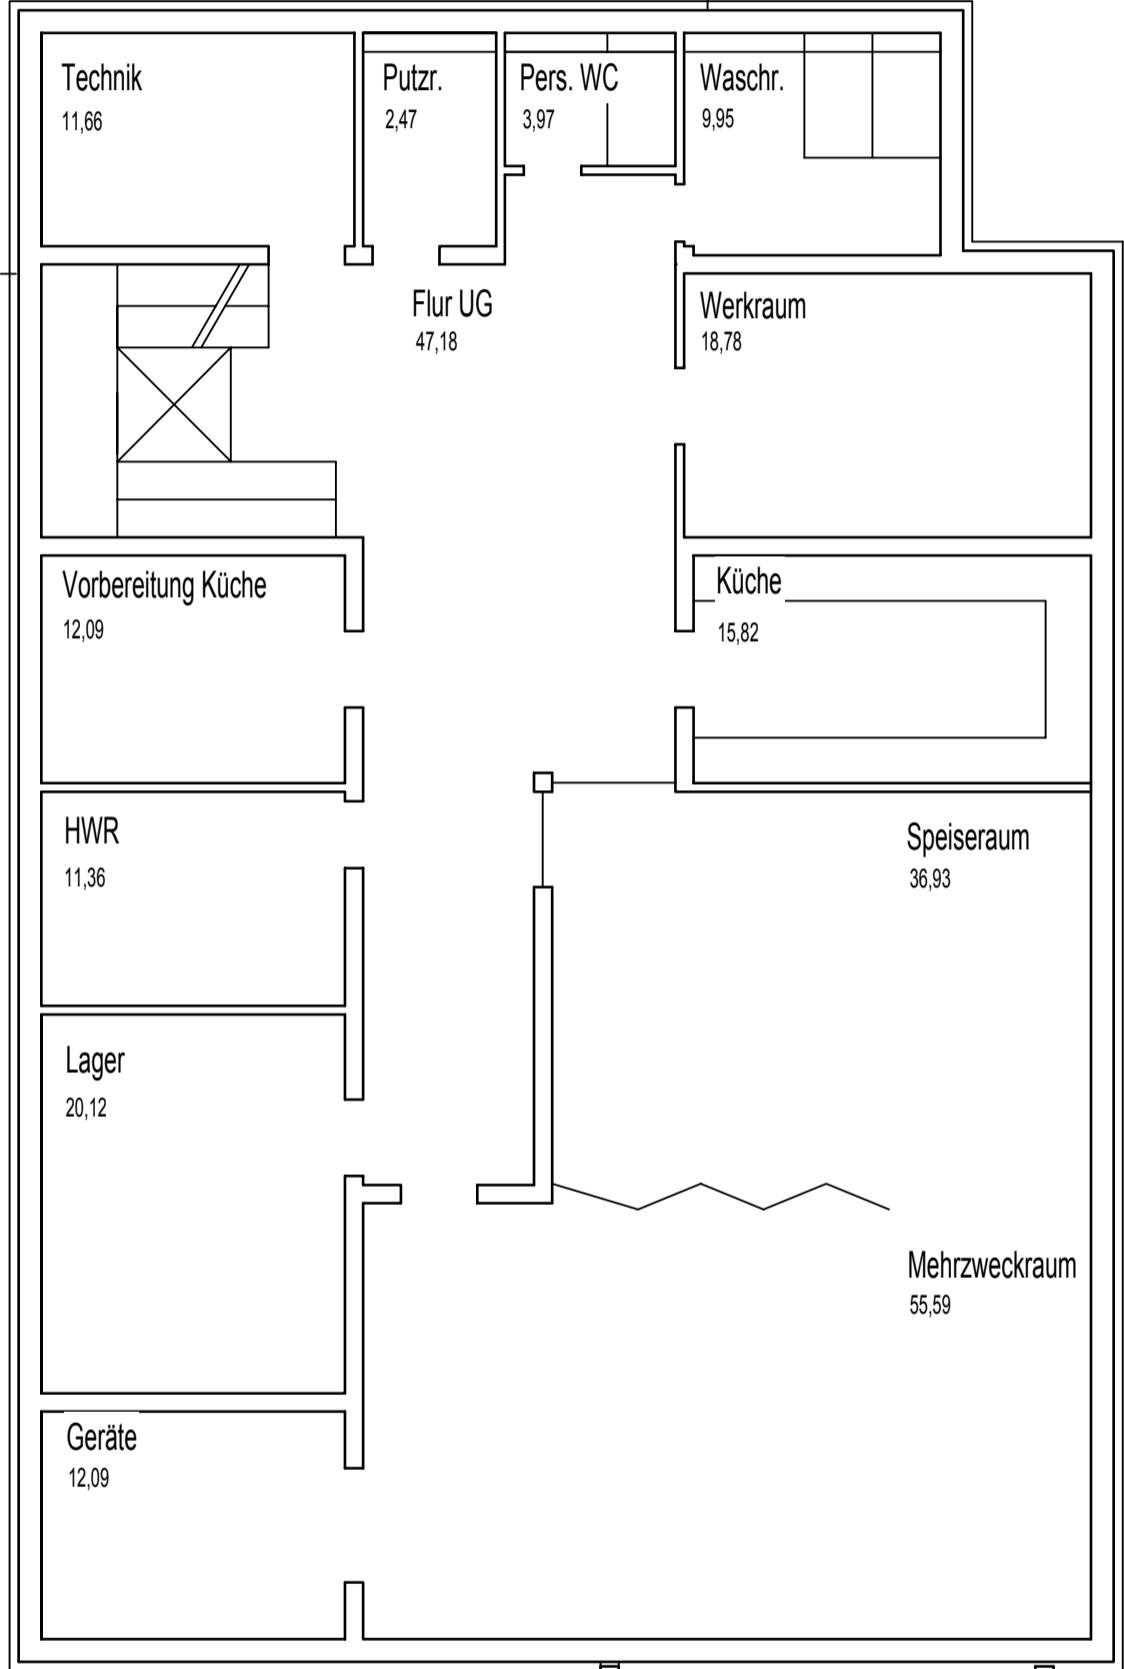 Technik
11,66
Putzr.
2,47
Pers. WC
3,97
Waschr.
9,95
Flur UG
47,18
Werkraum
18,78
Vorbereitung Küche
12,09
Küche
15,82
HWR
11,36
Speiseraum
36,93
Lager
20,12
Mehrzweckraum
55,59
Geräte
12,09